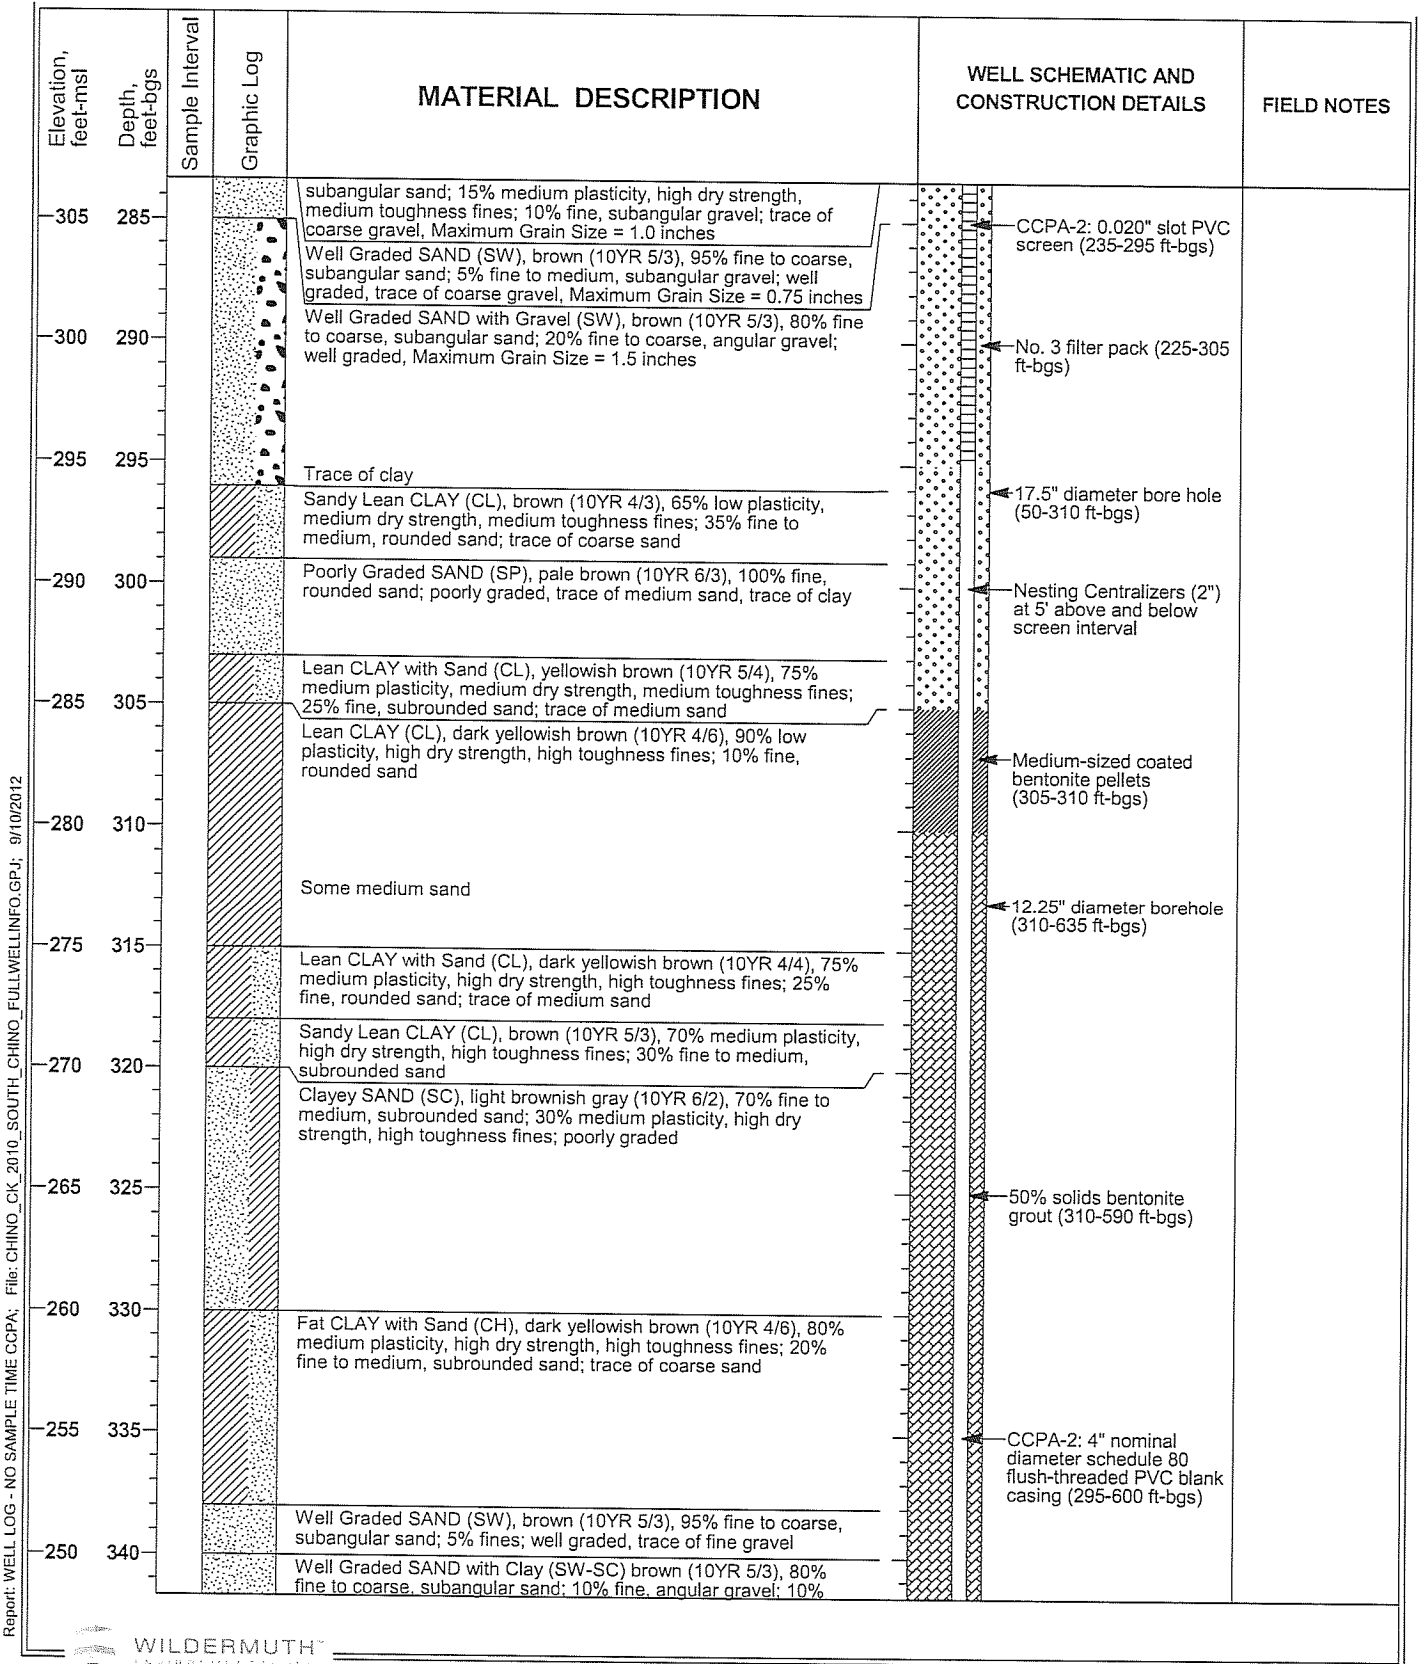 Elevation,
feet-msl
Depth,
feet-bgs
Sample Interval
Graphic Log
MATERIAL DESCRIPTION
WELL SCHEMATIC AND
CONSTRUCTION DETAILS
FIELD NOTES
subangular sand; 15% medium plasticity, high dry strength,
medium toughness fines; 10% fine, subangular gravel; trace of
coarse gravel, Maximum Grain Size = 1.0 inches
305 285
CCPA-2: 0.020" slot PVC
screen (235-295 ft-bgs)
Well Graded SAND (SW), brown (10YR 5/3), 95% fine to coarse,
subangular sand; 5% fine to medium, subangular gravel; well
graded, trace of coarse gravel, Maximum Grain Size = 0.75 inches
Well Graded SAND with Gravel (SW), brown (10YR 5/3), 80% fine
to coarse, subangular sand; 20% fine to coarse, angular gravel;
well graded, Maximum Grain Size = 1.5 inches
300 290
No. 3 filter pack (225-305
ft-bgs)
295 295
Trace of clay
Sandy Lean CLAY (CL), brown (10YR 4/3), 65% low plasticity,
medium dry strength, medium toughness fines; 35% fine to
medium, rounded sand; trace of coarse sand
17.5" diameter bore hole
(50-310 ft-bgs)
290 300
Poorly Graded SAND (SP), pale brown (10YR 6/3), 100% fine,
rounded sand; poorly graded, trace of medium sand, trace of clay
Nesting Centralizers (2")
at 5' above and below
screen interval
Lean CLAY with Sand (CL), yellowish brown (10YR 5/4), 75%
medium plasticity, medium dry strength, medium toughness fines;
25% fine, subrounded sand; trace of medium sand
285 305
Lean CLAY (CL), dark yellowish brown (10YR 4/6), 90% low
plasticity, high dry strength, high toughness fines; 10% fine,
rounded sand
Medium-sized coated
bentonite pellets
(305-310 ft-bgs)
280 310
Some medium sand
12.25" diameter borehole
(310-635 ft-bgs)
275 315
Lean CLAY with Sand (CL), dark yellowish brown (10YR 4/4), 75%
medium plasticity, high dry strength, high toughness fines; 25%
fine, rounded sand; trace of medium sand
Sandy Lean CLAY (CL), brown (10YR 5/3), 70% medium plasticity,
high dry strength, high toughness fines; 30% fine to medium,
subrounded sand
270 320
Clayey SAND (SC), light brownish gray (10YR 6/2), 70% fine to
medium, subrounded sand; 30% medium plasticity, high dry
strength, high toughness fines; poorly graded
265 325
50% solids bentonite
grout (310-590 ft-bgs)
260 330
Fat CLAY with Sand (CH), dark yellowish brown (10YR 4/6), 80%
medium plasticity, high dry strength, high toughness fines; 20%
fine to medium, subrounded sand; trace of coarse sand
255 335
CCPA-2: 4" nominal
diameter schedule 80
flush-threaded PVC blank
casing (295-600 ft-bgs)
Well Graded SAND (SW), brown (10YR 5/3), 95% fine to coarse,
subangular sand; 5% fines; well graded, trace of fine gravel
250 340
Well Graded SAND with Clay (SW-SC) brown (10YR 5/3), 80%
fine to coarse, subangular sand; 10% fine, angular gravel; 10%
Report: WELL LOG - NO SAMPLE TIME CCPA; File: CHINO_CK_2010_SOUTH_CHINO_FULLWELLINFO.GPJ; 9/10/2012
WILDERMUTH™